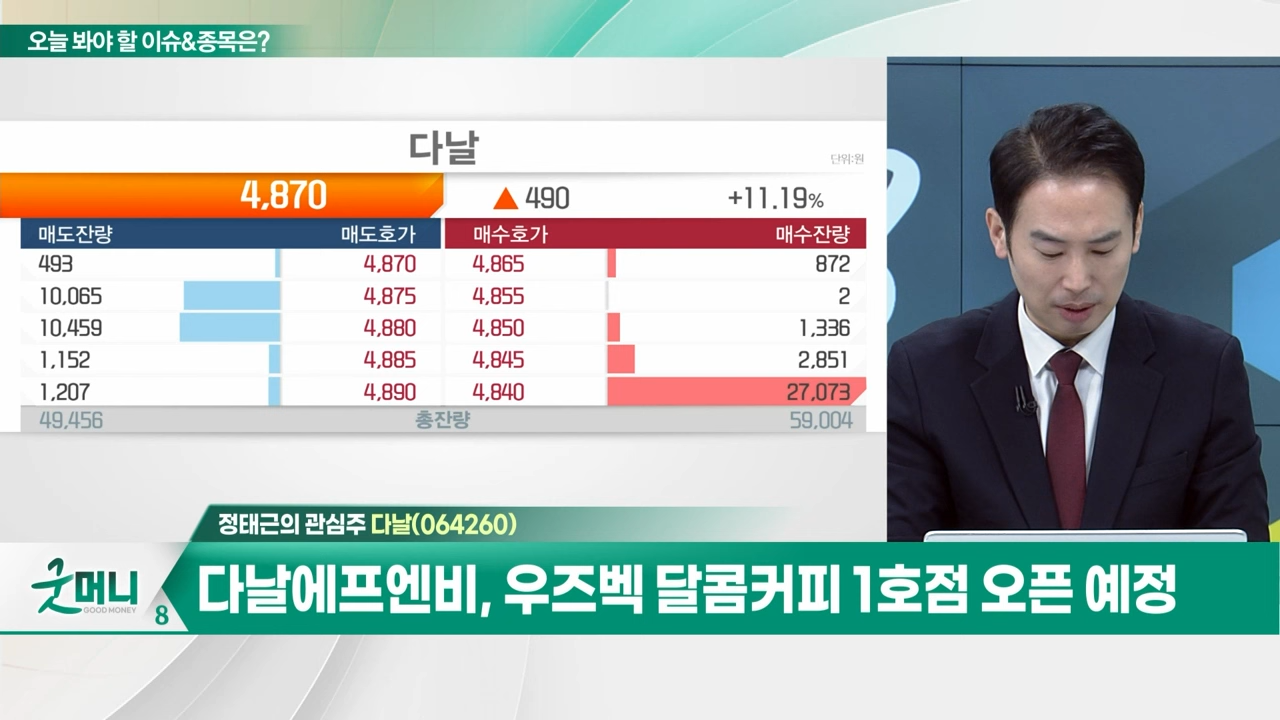 오늘 봐야 할 이슈&종목은?
다날
단위:원
4,870 ▲ 490 +11.19%
매도잔량 매도호가 매수호가 매수잔량
493 4,870 4,865 872
10,065 4,875 4,855 2
10,459 4,880 4,850 1,336
1,152 4,885 4,845 2,851
1,207 4,890 4,840 27,073
49,456 총잔량 59,004
정태근의 관심주 다날(064260)
굿머니
GOOD MONEY
8
다날에프엔비, 우즈벡 달콤커피 1호점 오픈 예정